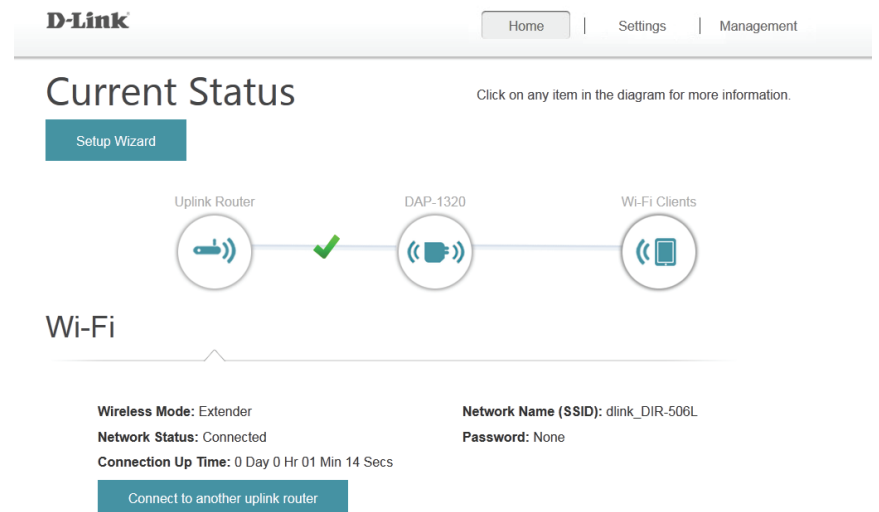 D-Link
Home | Settings | Management
Current Status
Click on any item in the diagram for more information.
Setup Wizard
Uplink Router
DAP-1320
Wi-Fi Clients
Wi-Fi
Wireless Mode: Extender
Network Name (SSID): dlink_DIR-506L
Network Status: Connected
Password: None
Connection Up Time: 0 Day 0 Hr 01 Min 14 Secs
Connect to another uplink router